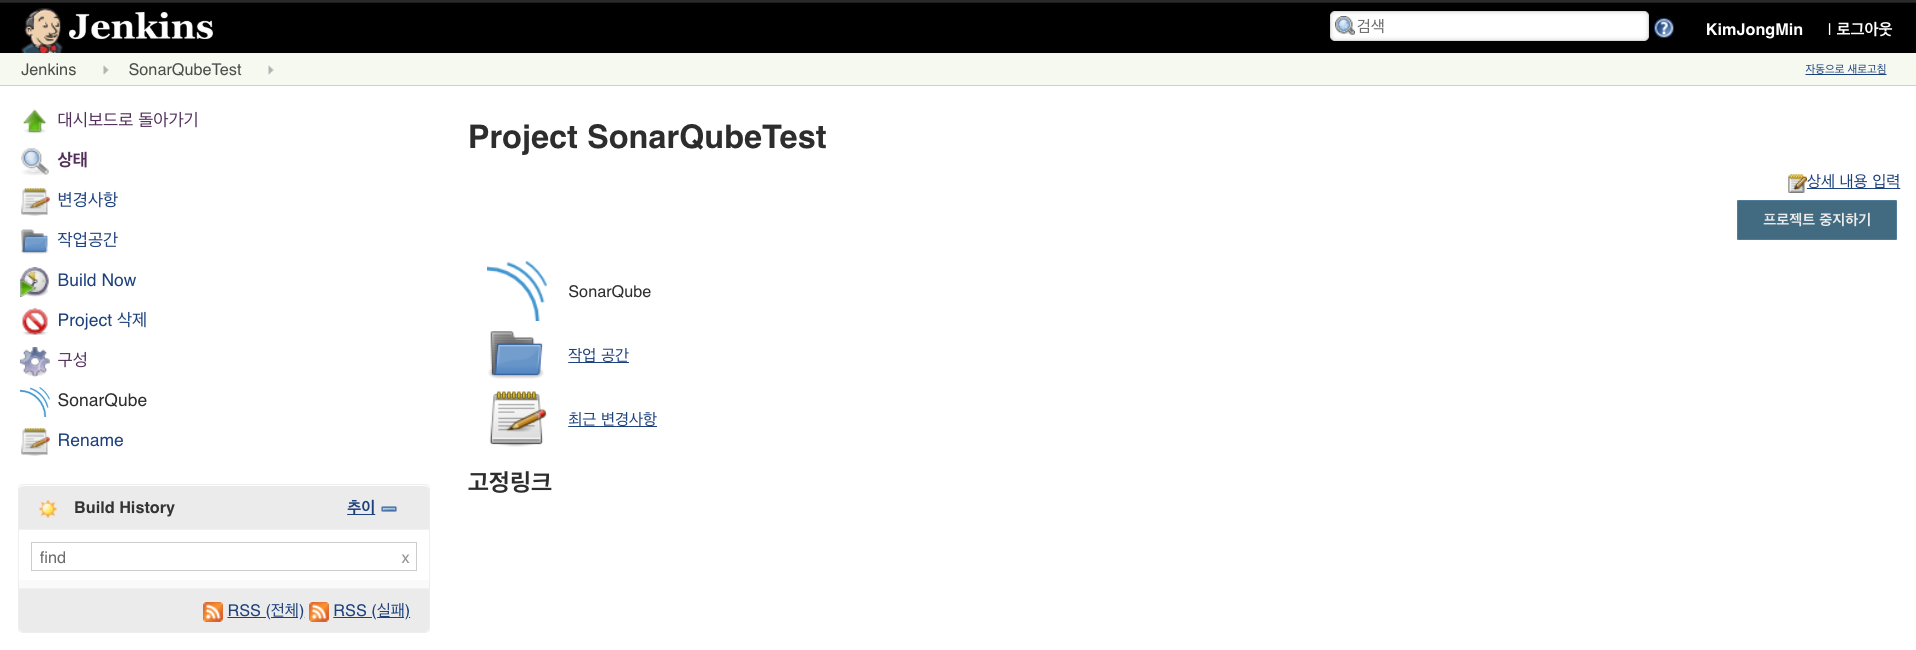 Jenkins
검색
KimJongMin | 로그아웃
Jenkins SonarQubeTest
자동으로 새로고침
대시보드로 돌아가기
상태
변경사항
작업공간
Build Now
Project 삭제
구성
SonarQube
Rename
Build History 추이
find x
RSS (전체) RSS (실패)
Project SonarQubeTest
상세 내용 입력
프로젝트 중지하기
SonarQube
작업 공간
최근 변경사항
고정링크